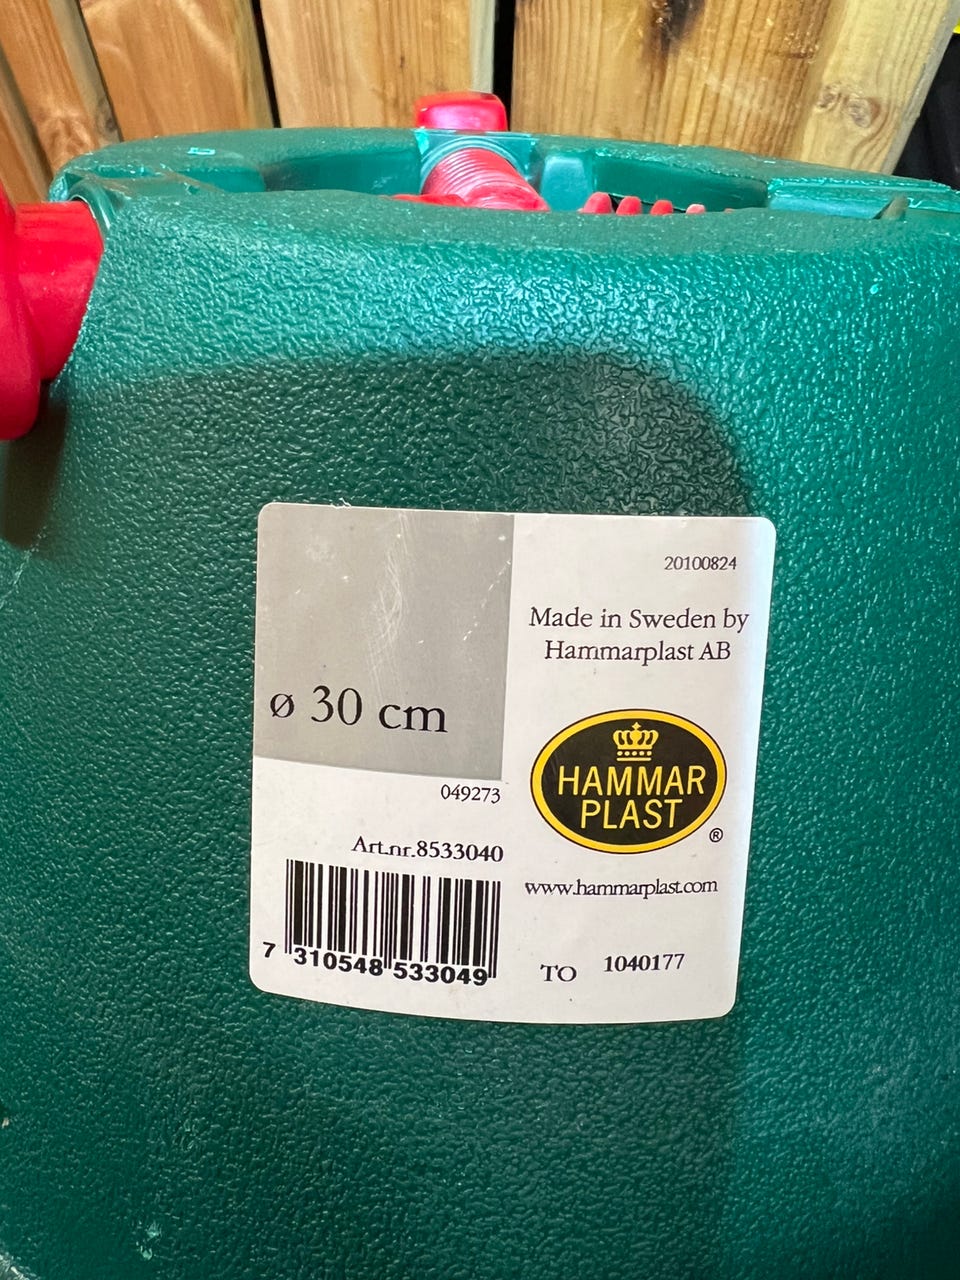 ø 30 cm
049273
Art.nr.8533040
7 310548 533049
20100824
Made in Sweden by
Hammarplast AB
HAMMAR
PLAST
®
www.hammarplast.com
TO 1040177